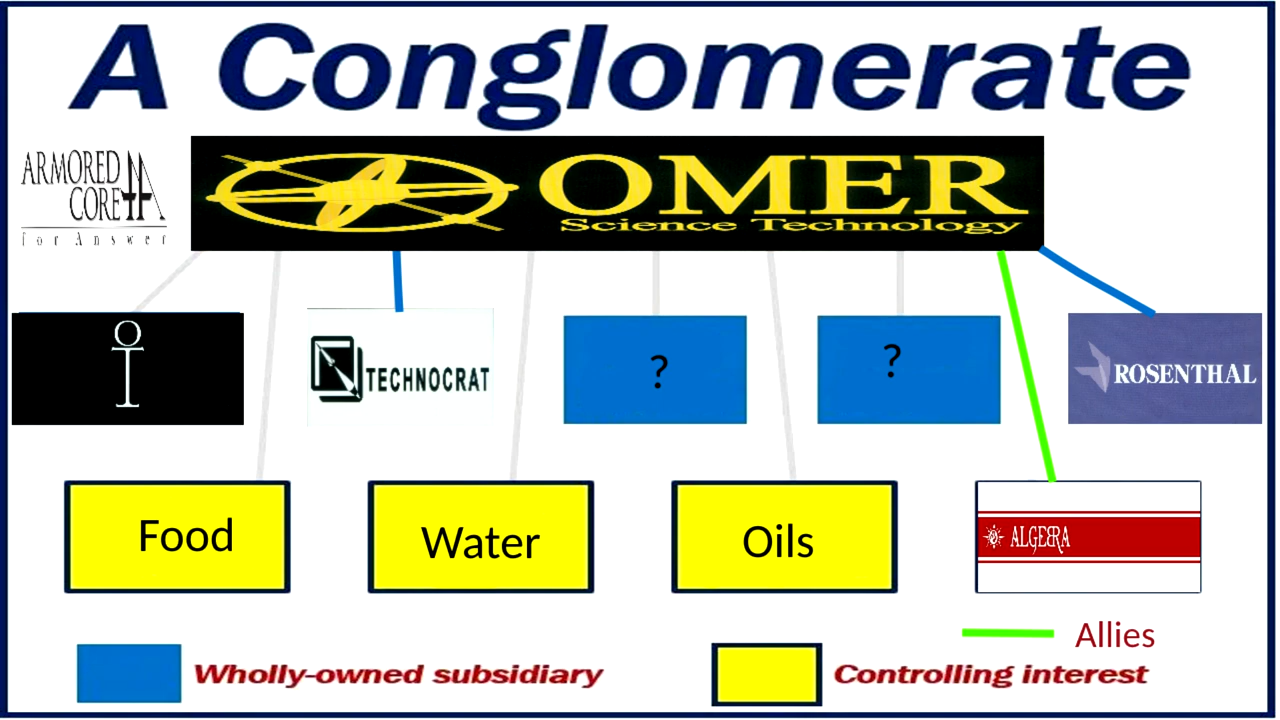 A Conglomerate
ARMORED
CORE
for Answer
OMER
Science Technology
TECHNOCRAT
?
?
ROSENTHAL
Food
Water
Oils
ALGEBRA
Allies
Wholly-owned subsidiary
Controlling interest